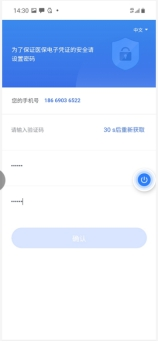 14:30
中文
为了保证医保电子凭证的安全请
设置密码
您的手机号 186 6903 6522
请输入验证码 30 s后重新获取
••••••
••••••
确认